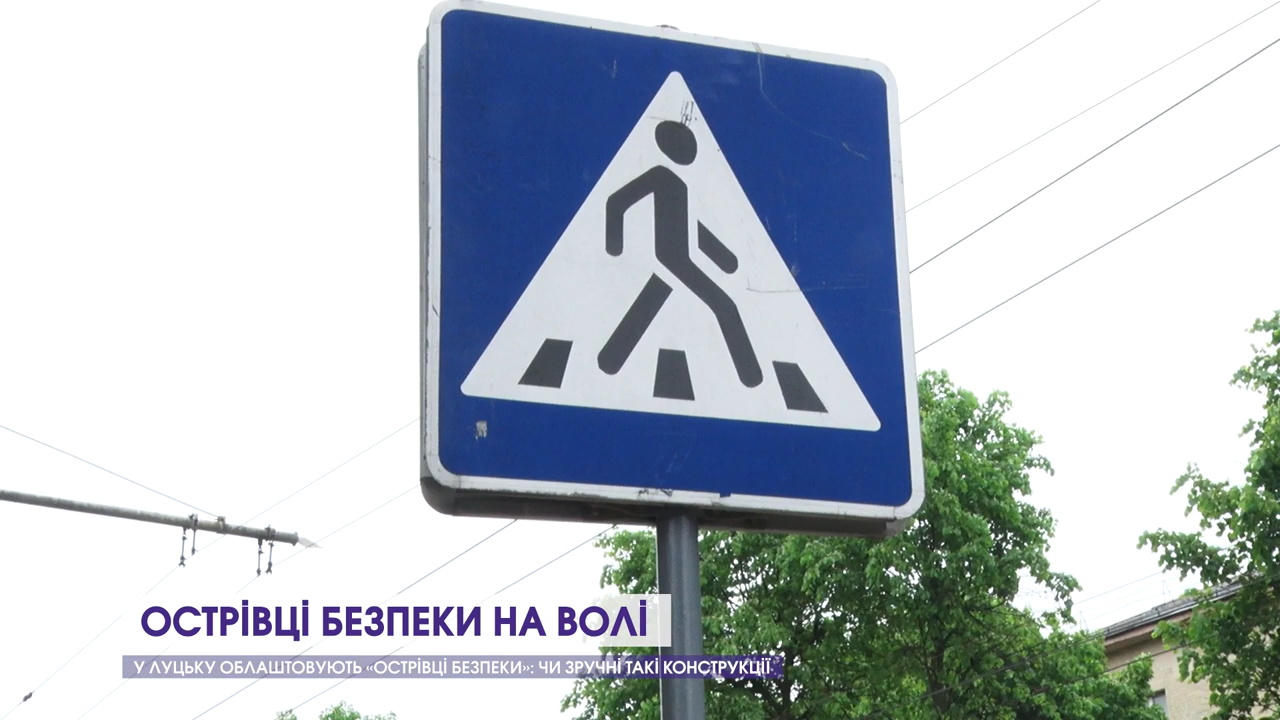 ОСТРІВЦІ БЕЗПЕКИ НА ВОЛІ
У ЛУЦЬКУ ОБЛАШТОВУЮТЬ «ОСТРІВЦІ БЕЗПЕКИ»: ЧИ ЗРУЧНІ ТАКІ КОНСТРУКЦІЇ